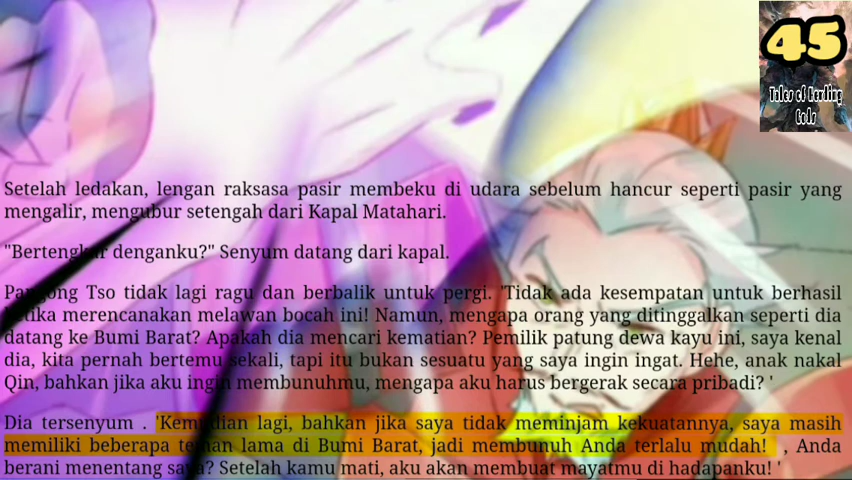 45
Tales of Herding
Gods
Setelah ledakan, lengan raksasa pasir membeku di udara sebelum hancur seperti pasir yang
mengalir, mengubur setengah dari Kapal Matahari.
"Bertengkar denganku?" Senyum datang dari kapal.
Pangong Tso tidak lagi ragu dan berbalik untuk pergi. 'Tidak ada kesempatan untuk berhasil
ketika merencanakan melawan bocah ini! Namun, mengapa orang yang ditinggalkan seperti dia
datang ke Bumi Barat? Apakah dia mencari kematian? Pemilik patung dewa kayu ini, saya kenal
dia, kita pernah bertemu sekali, tapi itu bukan sesuatu yang saya ingin ingat. Hehe, anak nakal
Qin, bahkan jika aku ingin membunuhmu, mengapa aku harus bergerak secara pribadi? '
Dia tersenyum . 'Kemudian lagi, bahkan jika saya tidak meminjam kekuatannya, saya masih
memiliki beberapa teman lama di Bumi Barat, jadi membunuh Anda terlalu mudah! ', Anda
berani menentang saya? Setelah kamu mati, aku akan membuat mayatmu di hadapanku! '